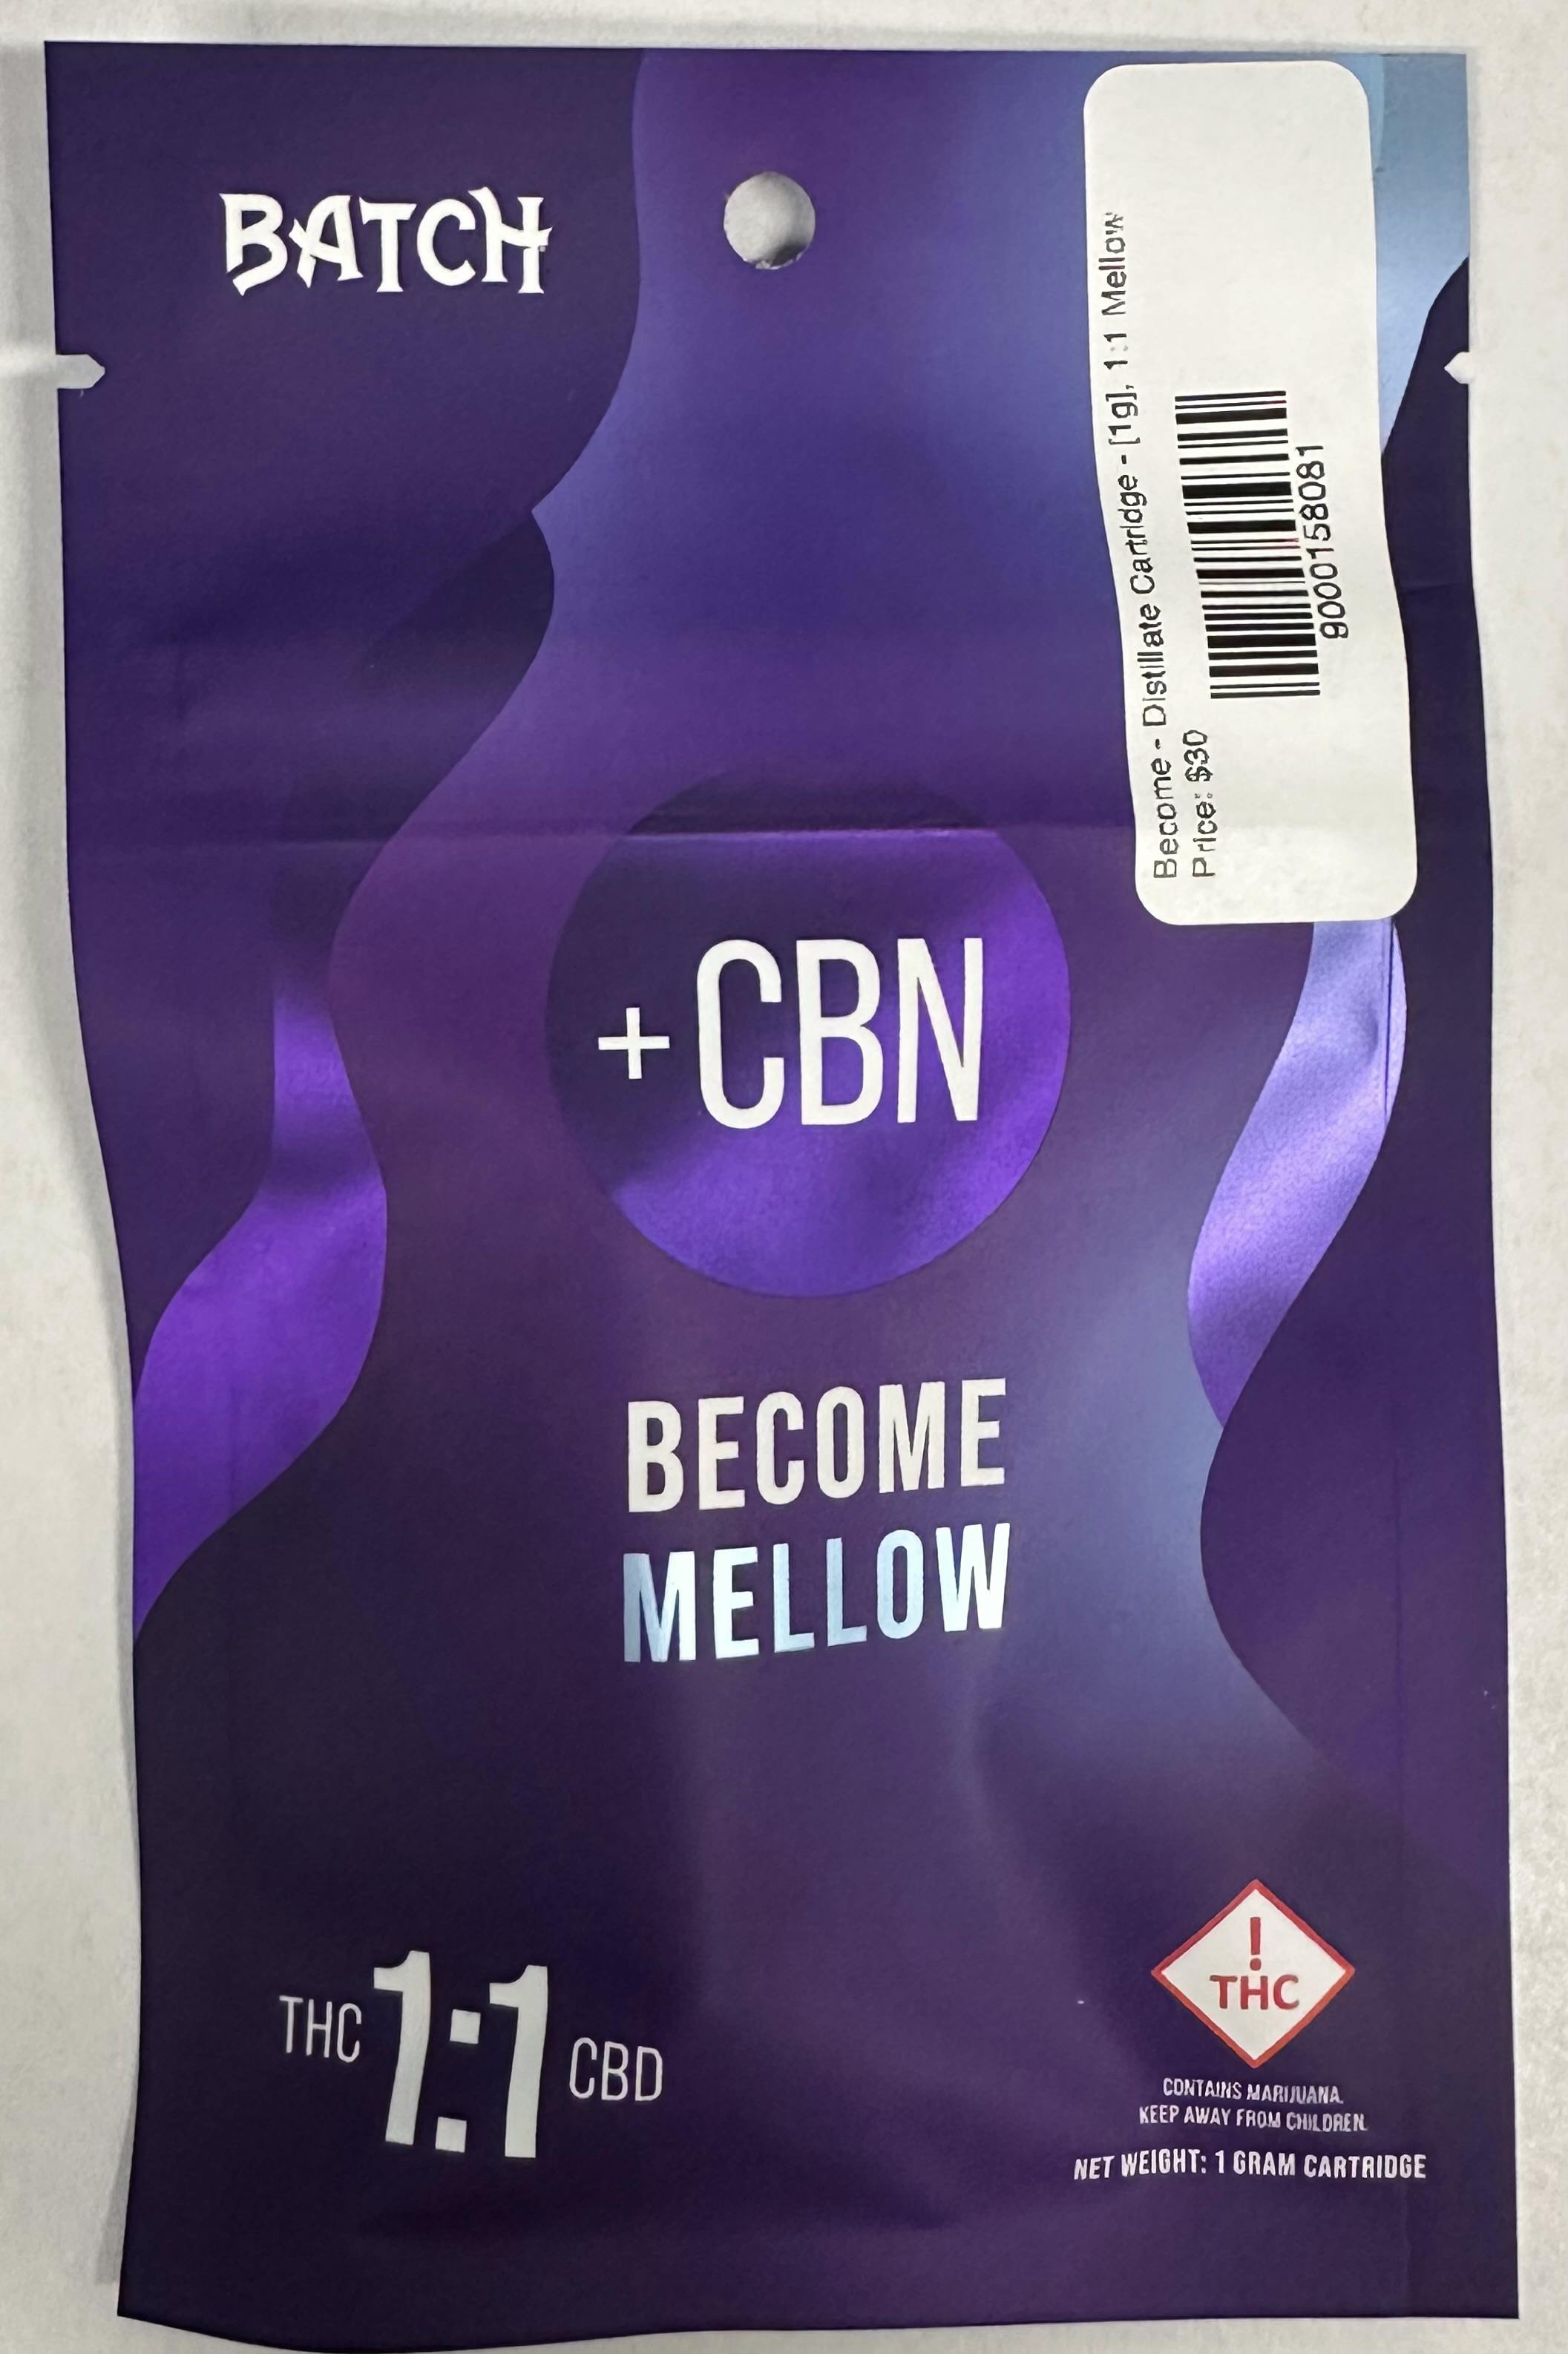 BATCH
Become - Distillate Cartridge - [1g], 1:1 Mellow
Price: $30
9000158081
+CBN
BECOME
MELLOW
THC 1:1 CBD
!
THC
CONTAINS MARIJUANA.
KEEP AWAY FROM CHILDREN.
NET WEIGHT: 1 GRAM CARTRIDGE